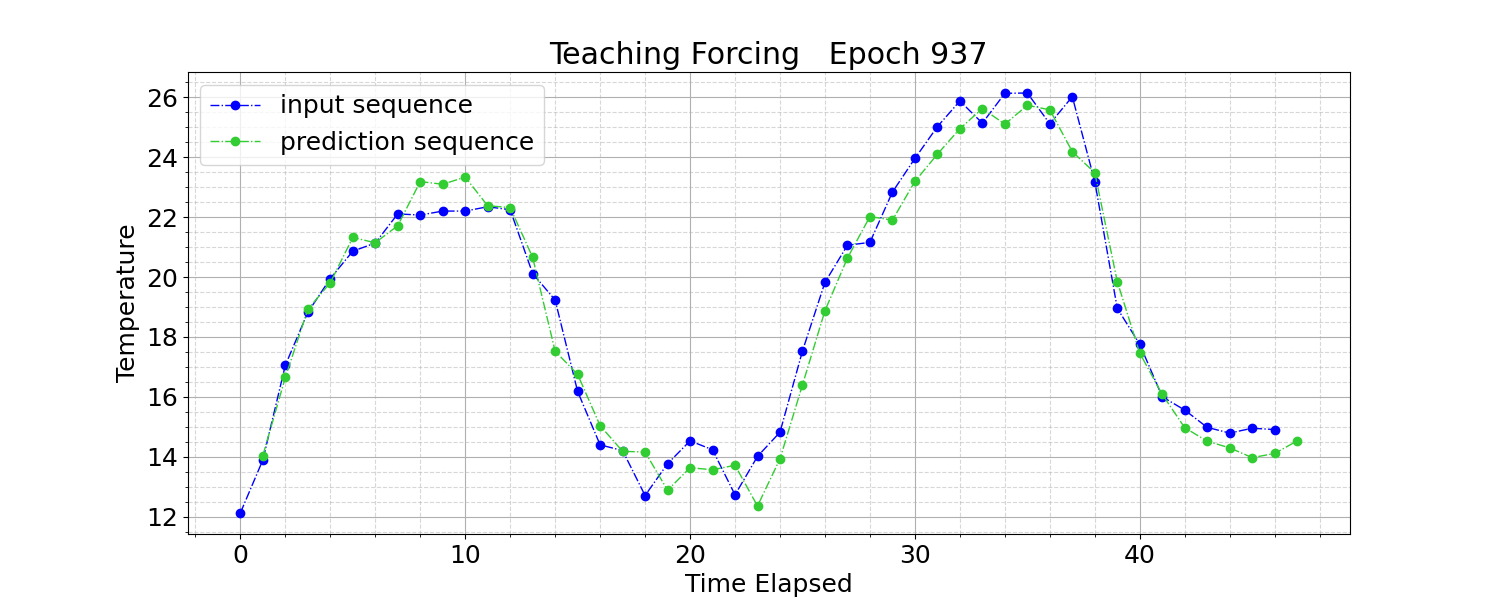 Teaching Forcing   Epoch 937
input sequence
prediction sequence
Temperature
26
24
22
20
18
16
14
12
0 10 20 30 40
Time Elapsed